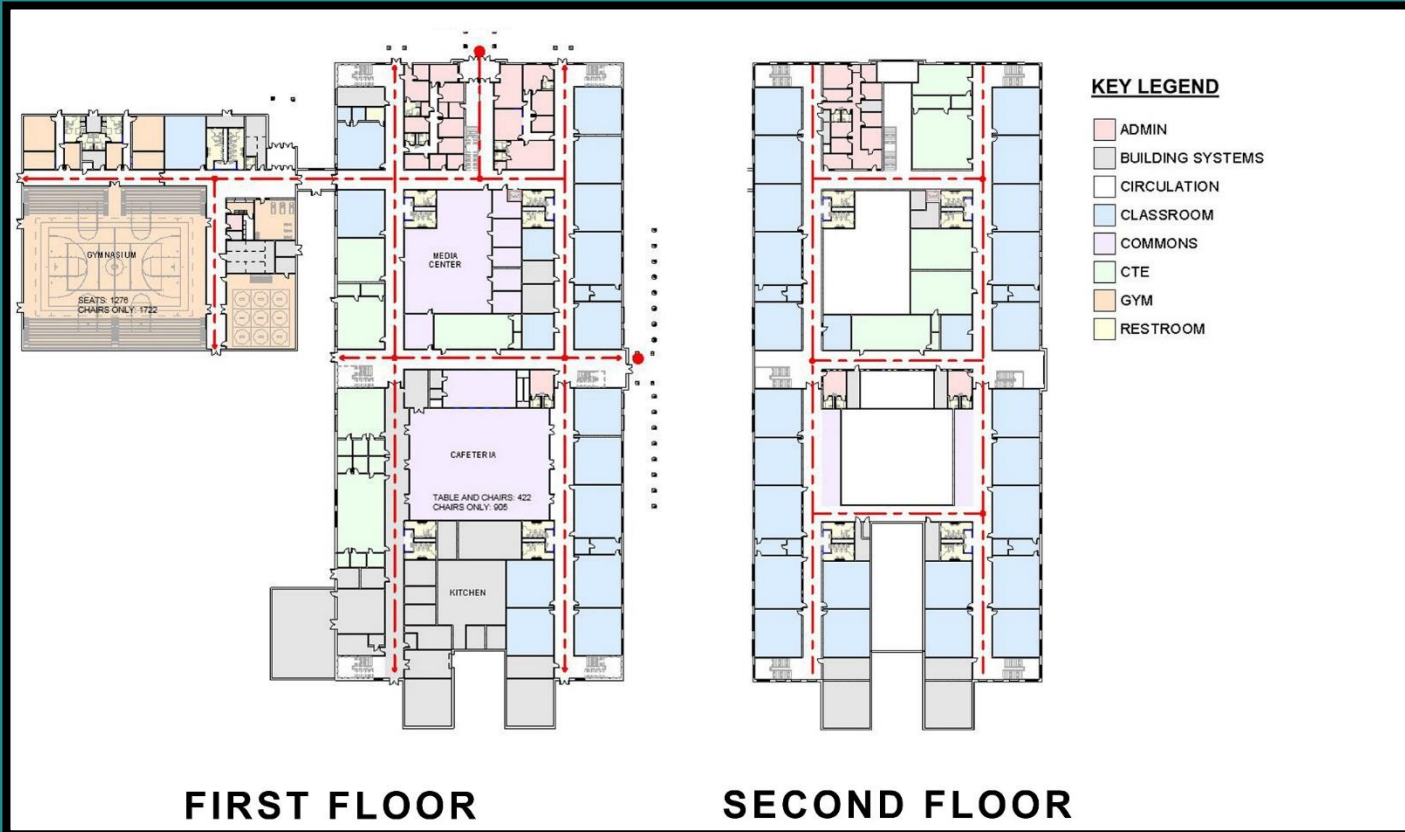 GYMNASIUM
SEATS: 1276
CHAIRS ONLY: 1722
MEDIA
CENTER
CAFETERIA
TABLE AND CHAIRS: 422
CHAIRS ONLY: 905
KITCHEN
FIRST FLOOR
SECOND FLOOR
KEY LEGEND
ADMIN
BUILDING SYSTEMS
CIRCULATION
CLASSROOM
COMMONS
CTE
GYM
RESTROOM